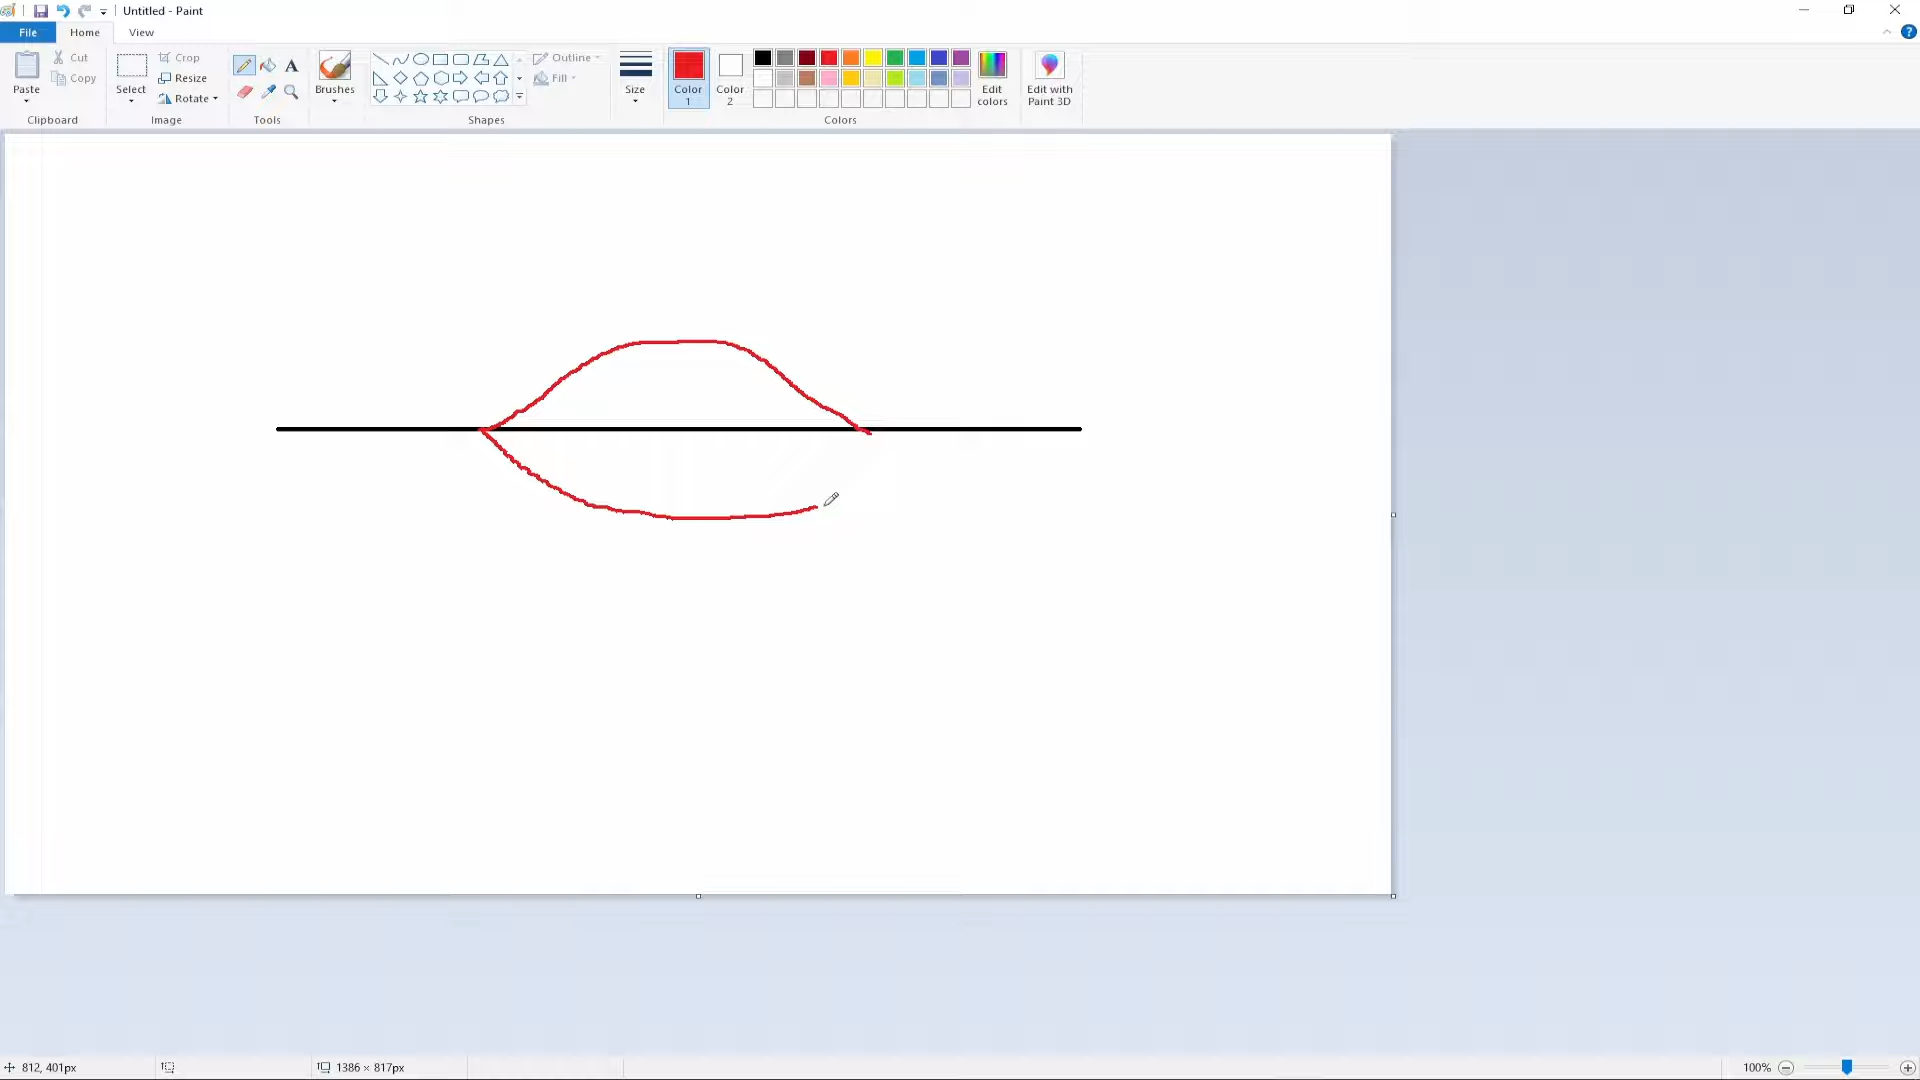 Untitled - Paint
File Home View
Paste
Cut
Copy
Clipboard
Select
Crop
Resize
Rotate
Image
A
Tools
Brushes
Shapes
Outline
Fill
Size
Color 1
Color 2
Edit colors
Colors
Edit with Paint 3D
?
812, 401px
1386 × 817px
100%